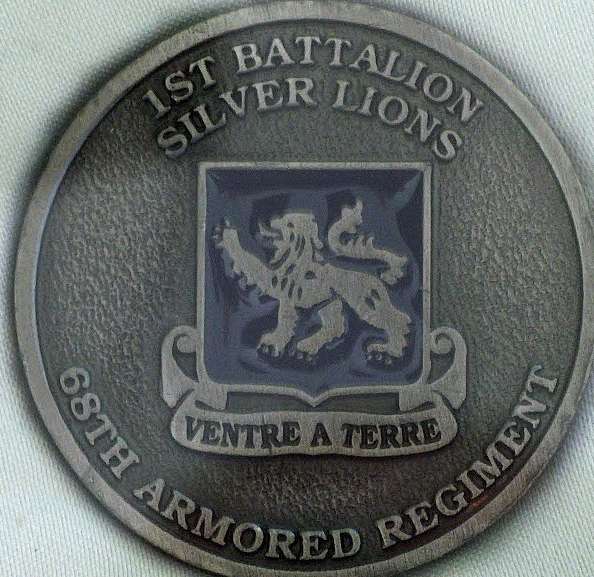 1ST BATTALION
SILVER LIONS
VENTRE A TERRE
68TH ARMORED REGIMENT